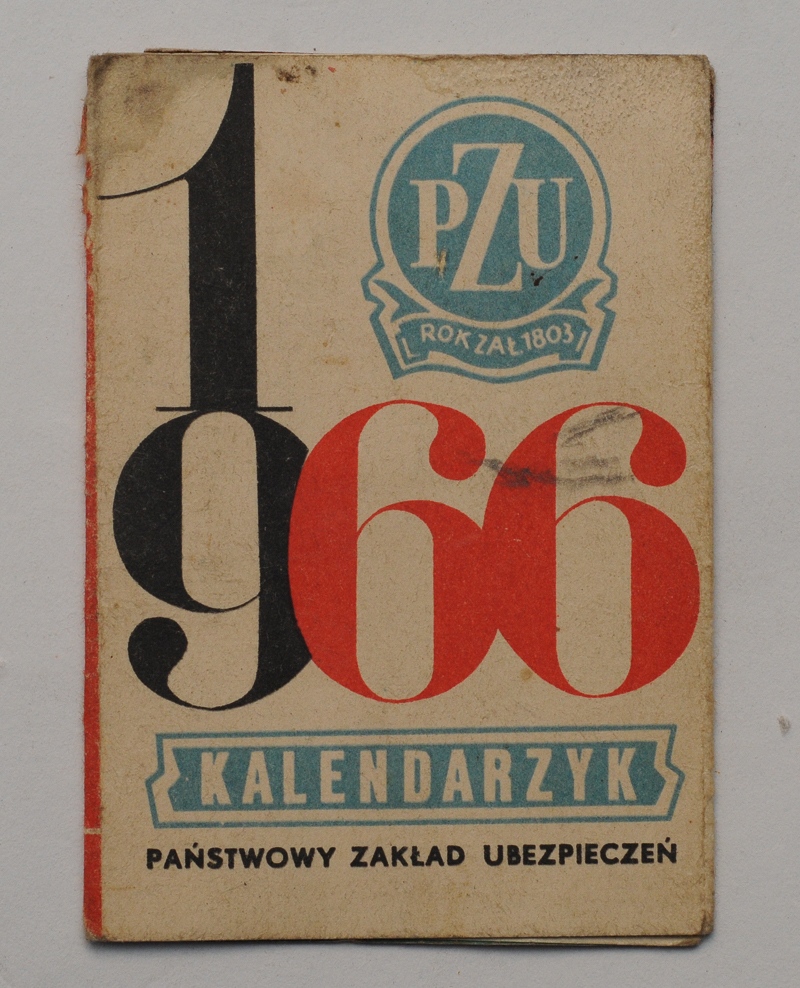 1
PZU
ROK ZAŁ 1803
966
KALENDARZYK
PAŃSTWOWY ZAKŁAD UBEZPIECZEŃ